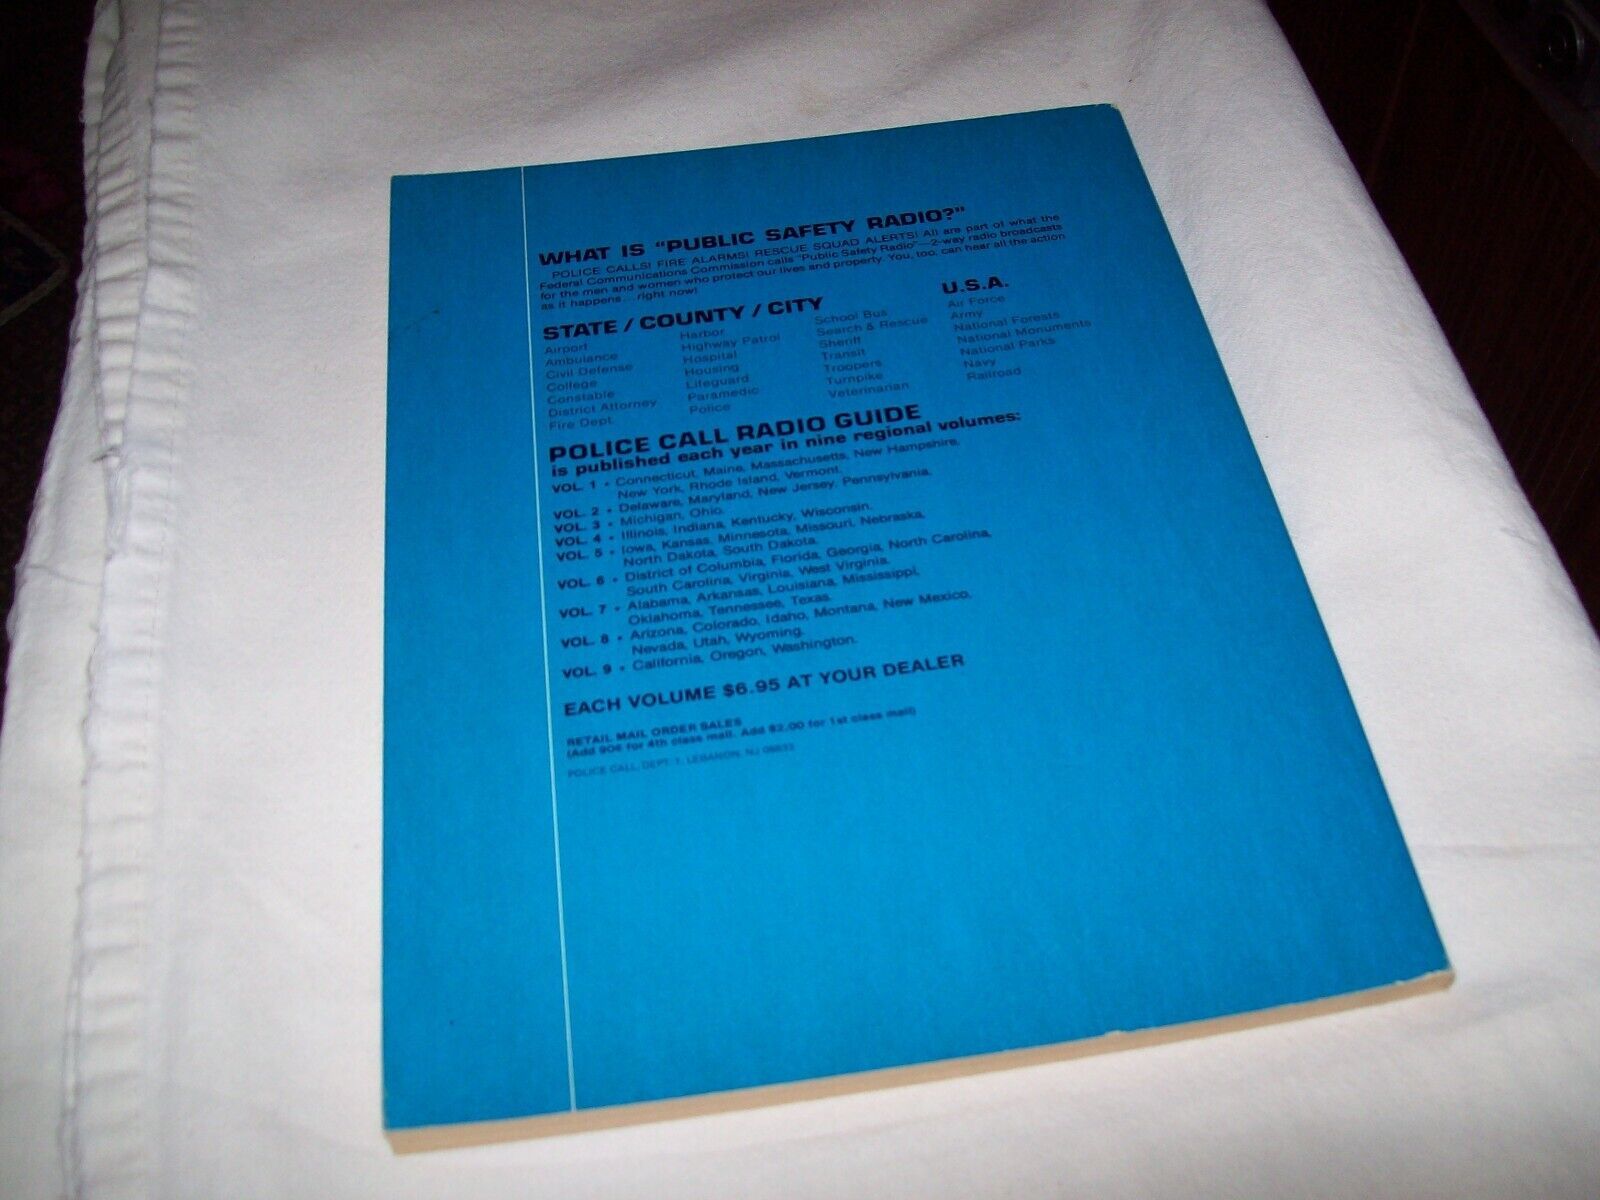 WHAT IS "PUBLIC SAFETY RADIO?"
POLICE CALLS! FIRE ALARMS! RESCUE SQUAD ALERTS! All are part of what the
Federal Communications Commission calls "Public Safety Radio"—2-way radio broadcasts
for the men and women who protect our lives and property. You, too, can hear all the action
as it happens...right now!
STATE / COUNTY / CITY
Airport
Ambulance
Civil Defense
College
Constable
District Attorney
Fire Dept.
Harbor
Highway Patrol
Hospital
Housing
Lifeguard
Paramedic
Police
School Bus
Search & Rescue
Sheriff
Transit
Troopers
Turnpike
Veterinarian
U.S.A.
Air Force
Army
National Forests
National Monuments
National Parks
Navy
Railroad
POLICE CALL RADIO GUIDE
is published each year in nine regional volumes:
VOL. 1 • Connecticut, Maine, Massachusetts, New Hampshire,
New York, Rhode Island, Vermont.
VOL. 2 • Delaware, Maryland, New Jersey, Pennsylvania.
VOL. 3 • Michigan, Ohio.
VOL. 4 • Illinois, Indiana, Kentucky, Wisconsin.
VOL. 5 • Iowa, Kansas, Minnesota, Missouri, Nebraska,
North Dakota, South Dakota.
VOL. 6 • District of Columbia, Florida, Georgia, North Carolina,
South Carolina, Virginia, West Virginia.
VOL. 7 • Alabama, Arkansas, Louisiana, Mississippi,
Oklahoma, Tennessee, Texas.
VOL. 8 • Arizona, Colorado, Idaho, Montana, New Mexico,
Nevada, Utah, Wyoming.
VOL. 9 • California, Oregon, Washington.
EACH VOLUME $6.95 AT YOUR DEALER
RETAIL MAIL ORDER SALES
(Add 90¢ for 4th class mail. Add $2.00 for 1st class mail)
POLICE CALL, DEPT. 1, LEBANON, NJ 08833